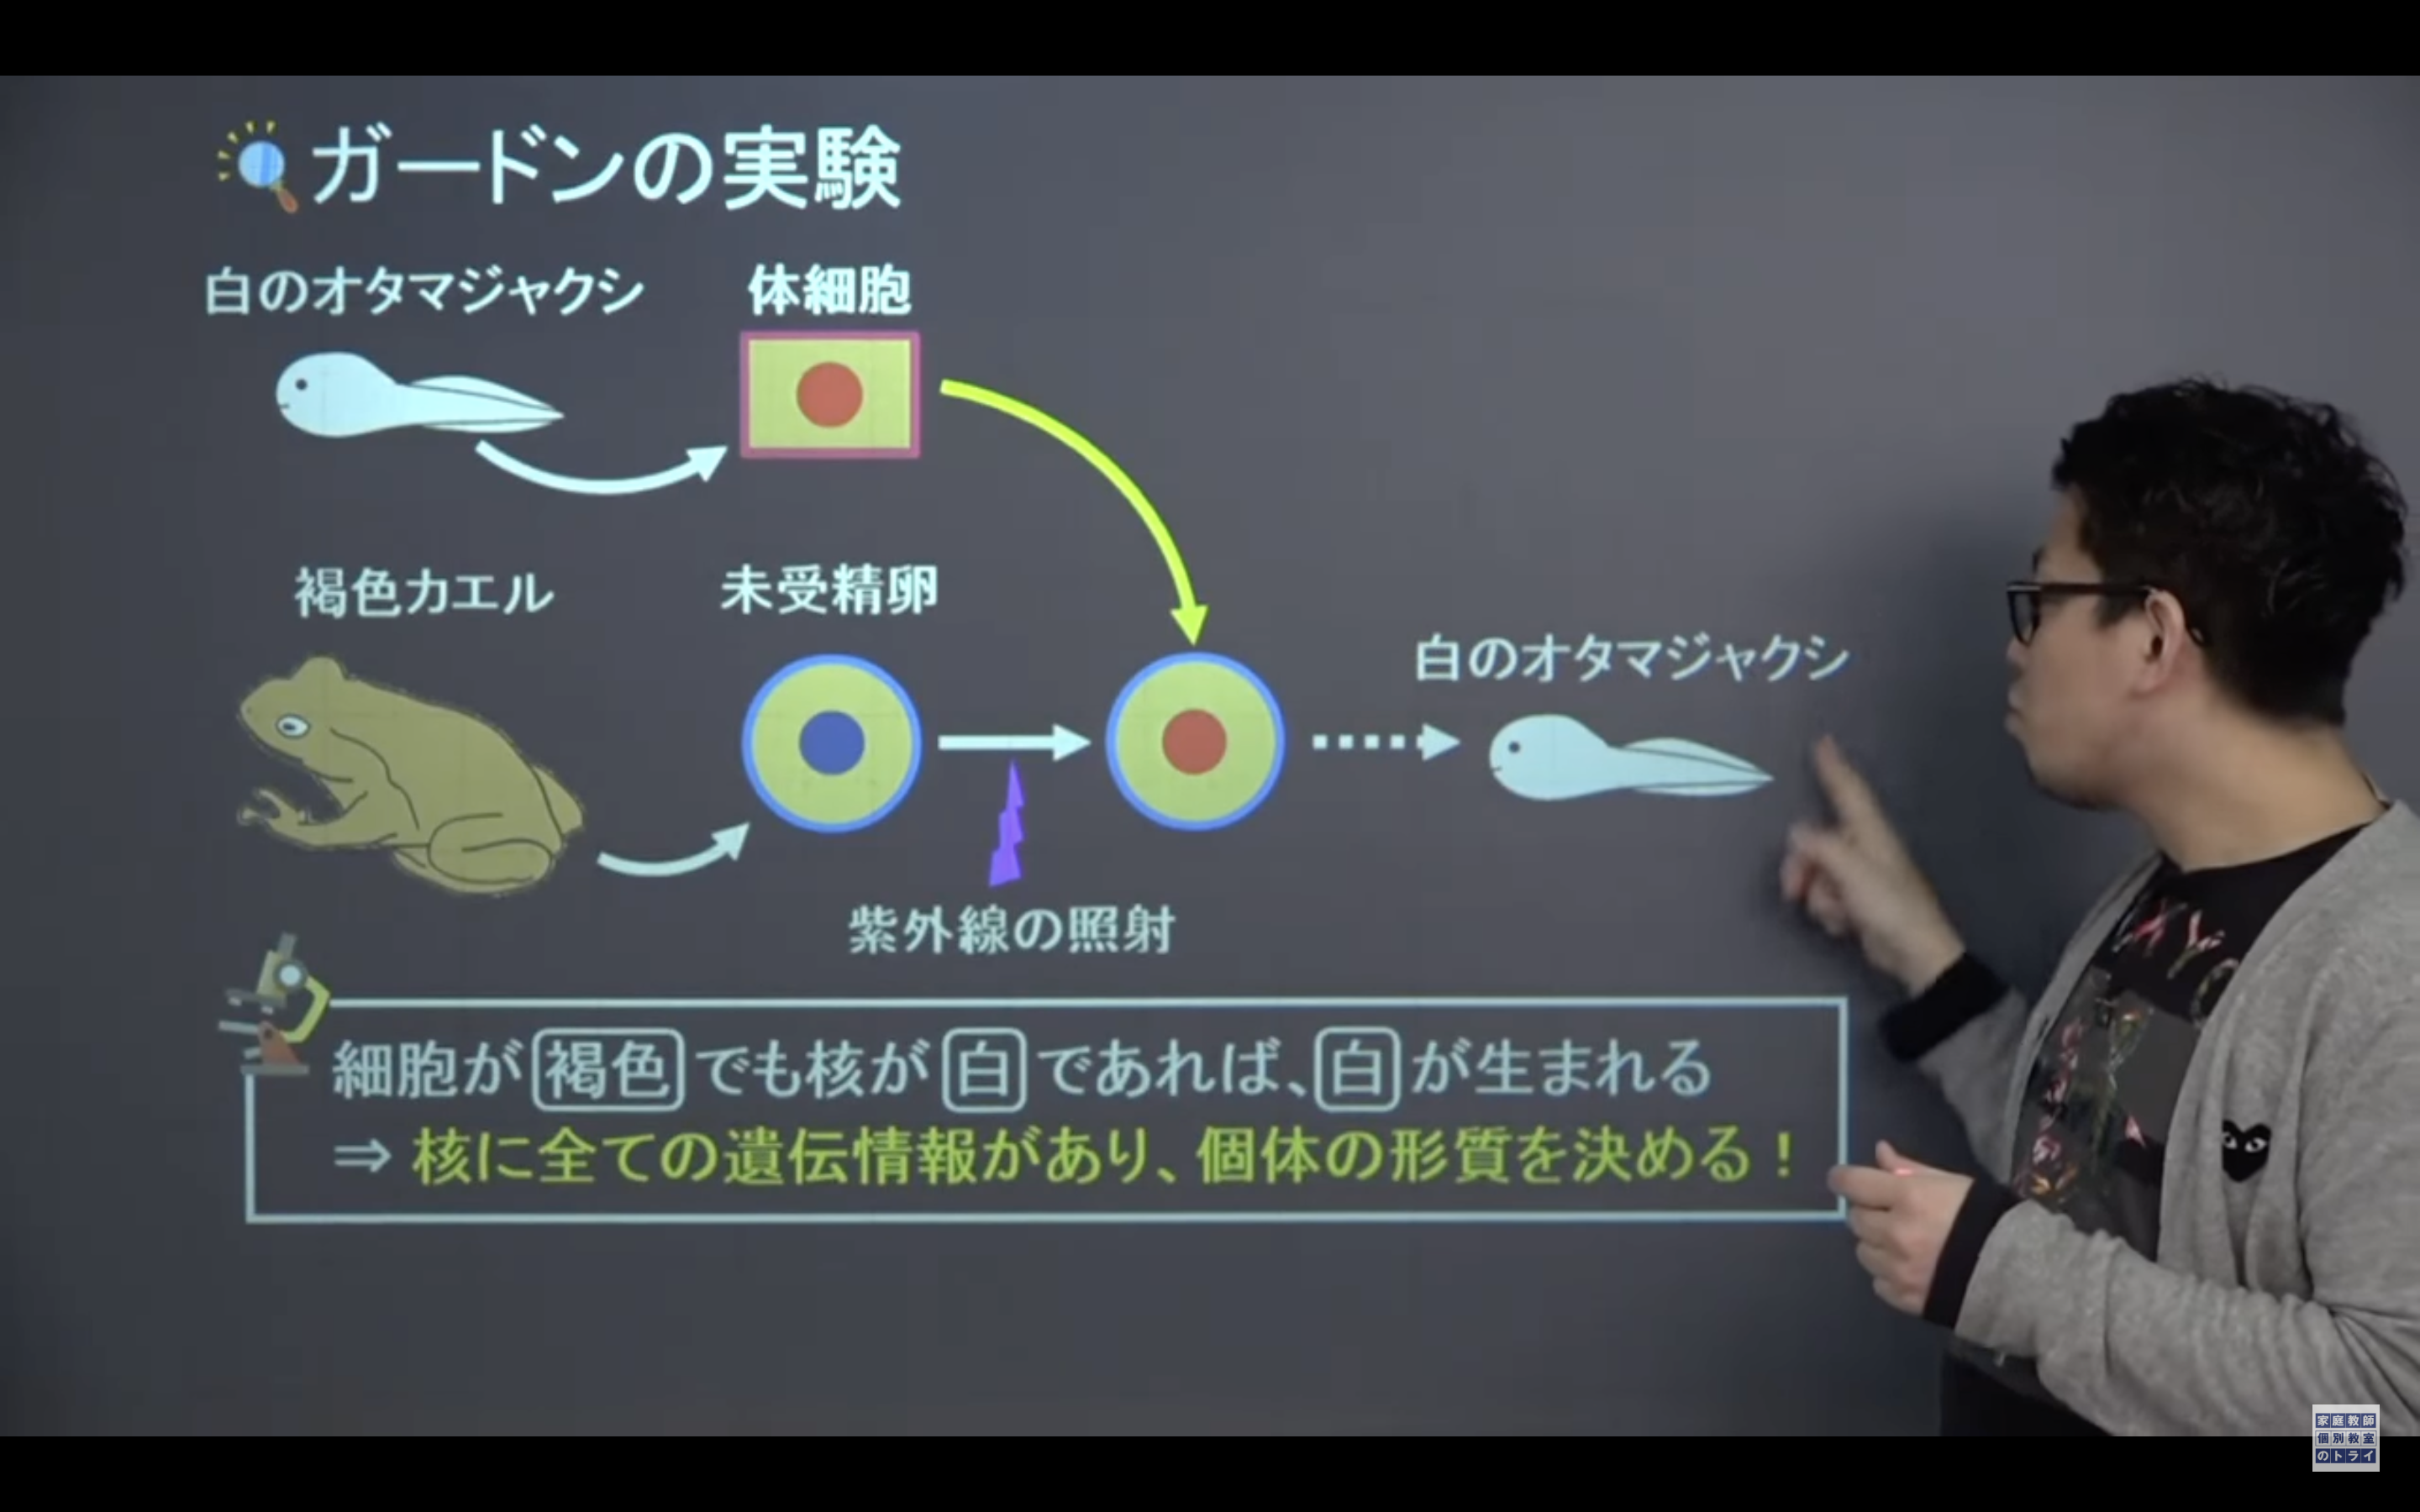 ガードンの実験
白のオタマジャクシ
体細胞
褐色カエル
未受精卵
白のオタマジャクシ
紫外線の照射
細胞が褐色でも核が白であれば、白が生まれる
⇒ 核に全ての遺伝情報があり、個体の形質を決める！
家庭教師
個別教室
のトライ